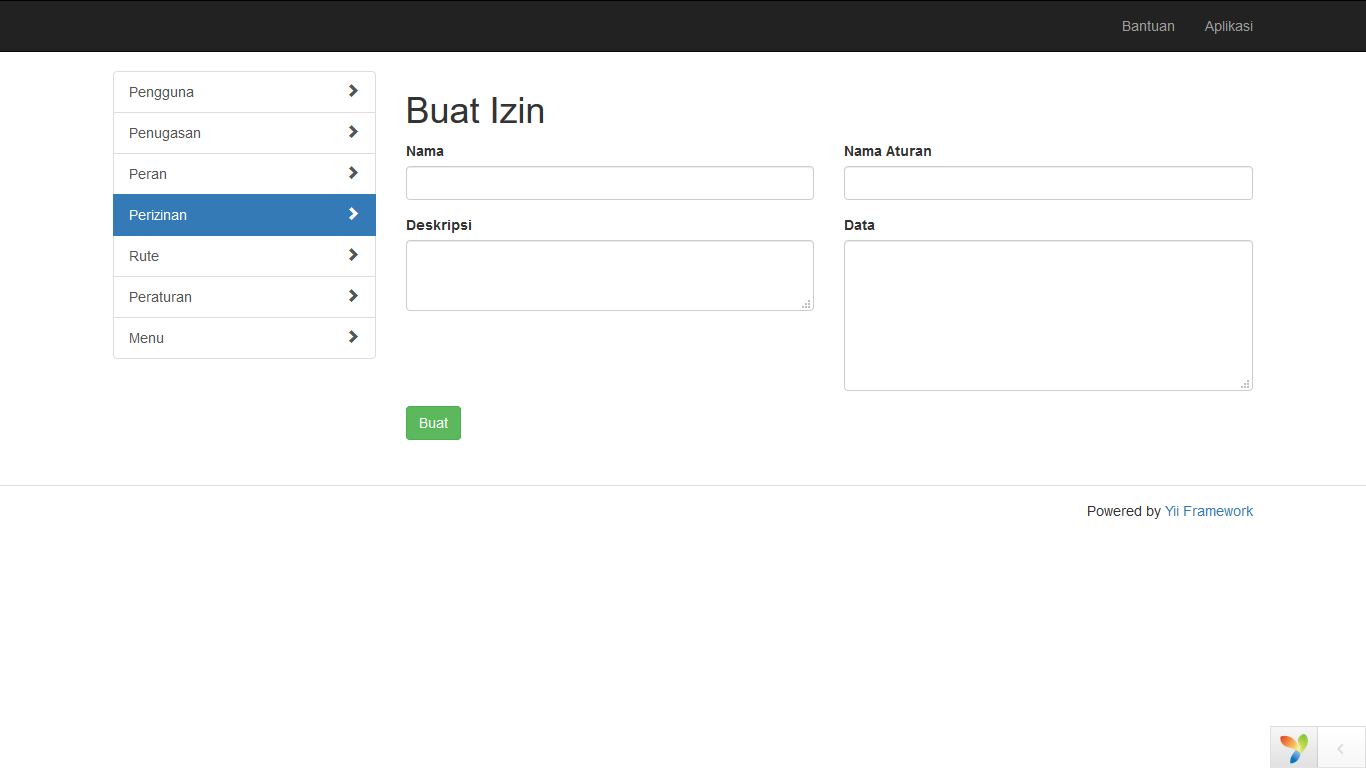 Bantuan Aplikasi
Pengguna
Penugasan
Peran
Perizinan
Rute
Peraturan
Menu
Buat Izin
Nama
Nama Aturan
Deskripsi
Data
Buat
Powered by Yii Framework